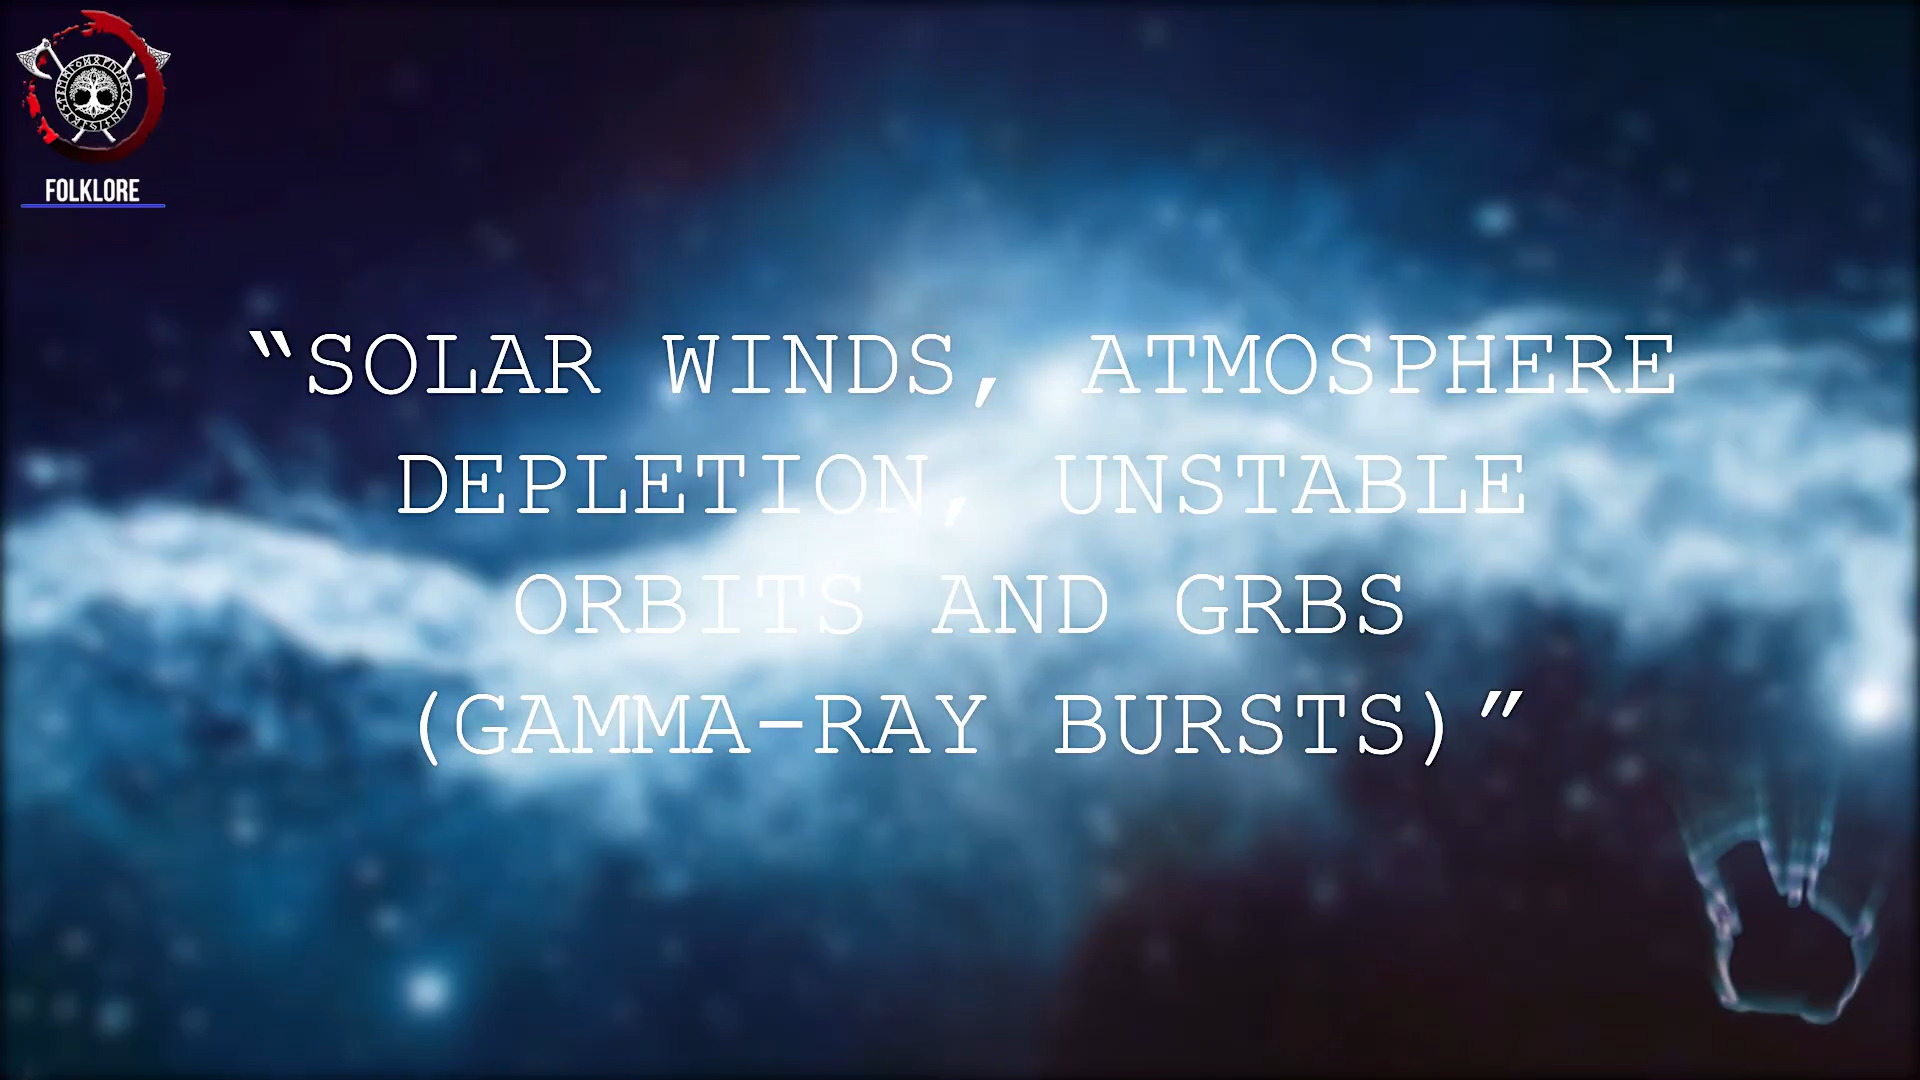 FOLKLORE
“SOLAR WINDS, ATMOSPHERE
DEPLETION, UNSTABLE
ORBITS AND GRBS
(GAMMA-RAY BURSTS)”